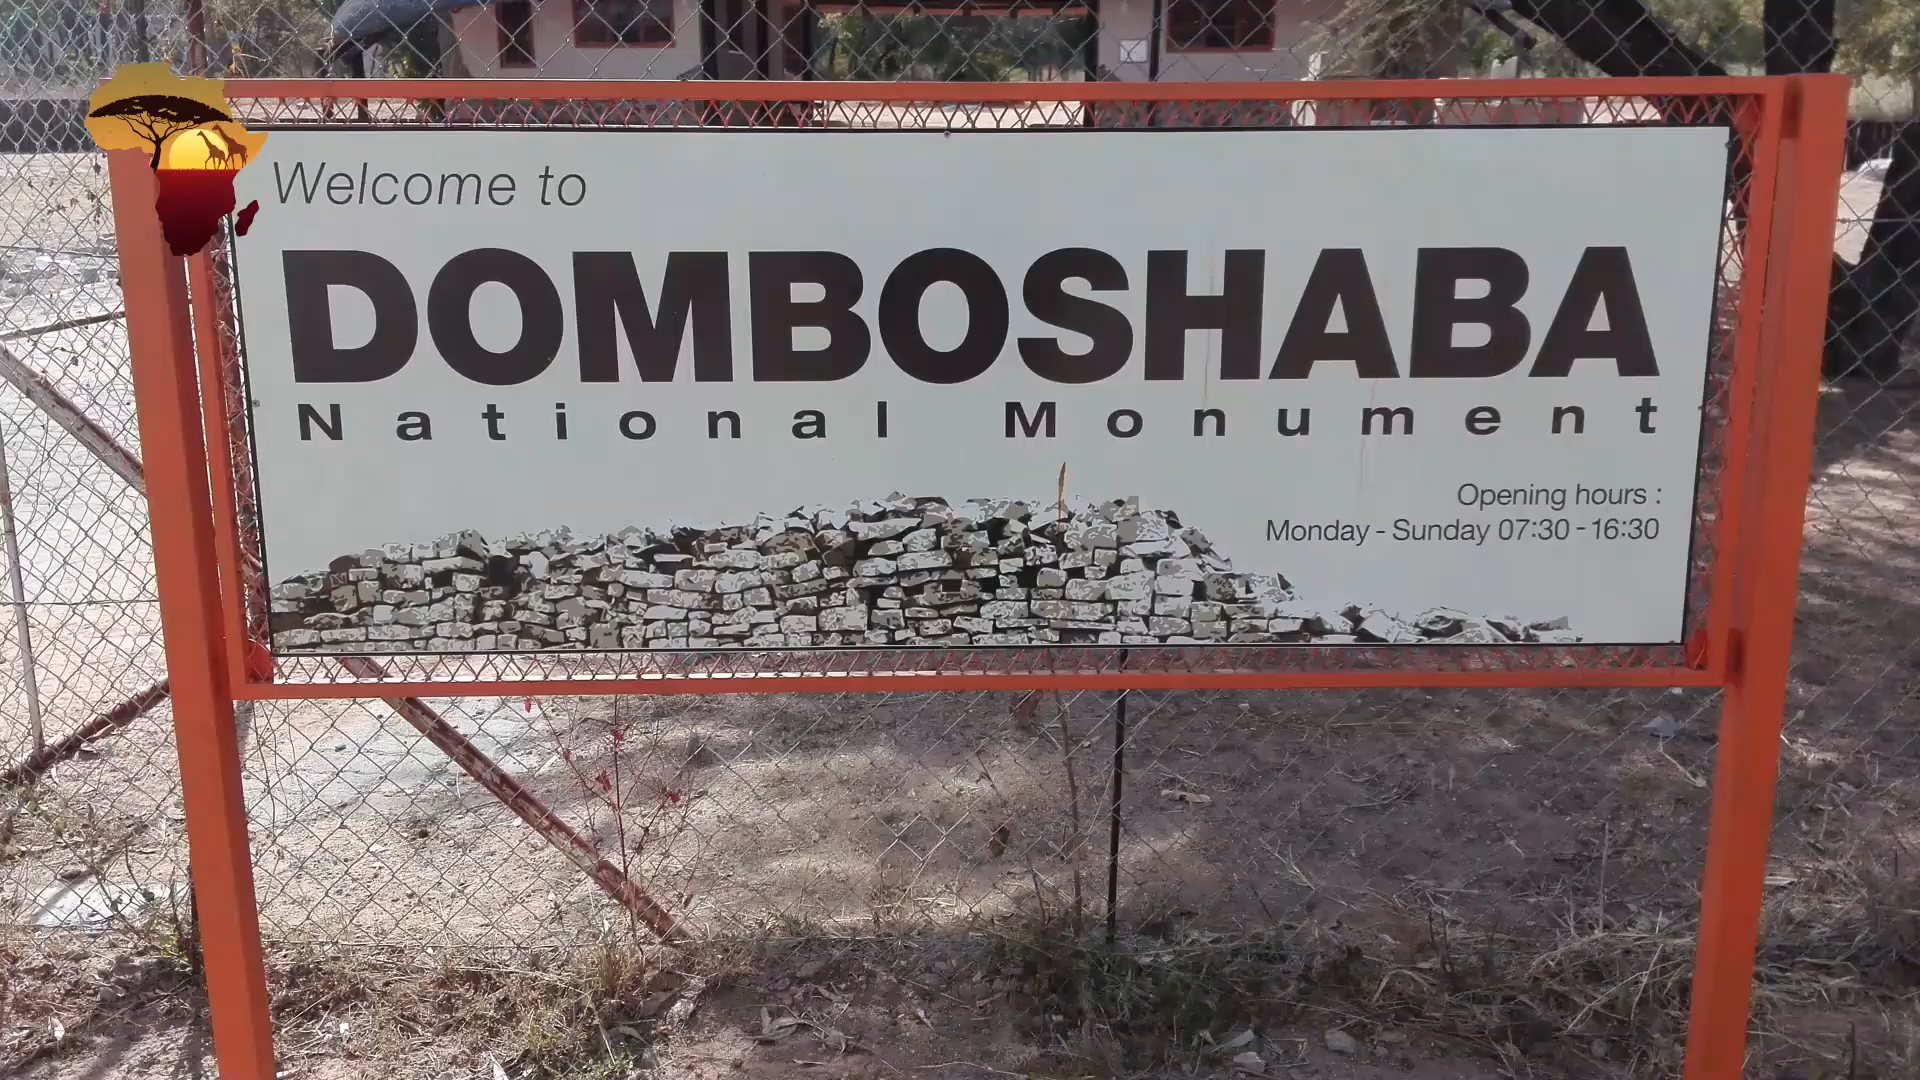 Welcome to
DOMBOSHABA
National Monument
Opening hours :
Monday - Sunday 07:30 - 16:30